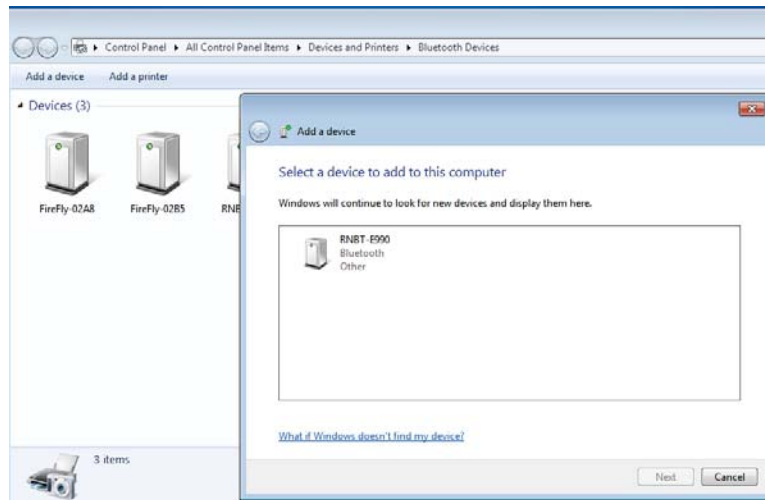 Control Panel ▸ All Control Panel Items ▸ Devices and Printers ▸ Bluetooth Devices
Add a device Add a printer
Devices (3)
FireFly-02A8 FireFly-02B5
Add a device
Select a device to add to this computer
Windows will continue to look for new devices and display them here.
RNBT-E990
Bluetooth
Other
What if Windows doesn't find my device?
3 items
Next Cancel